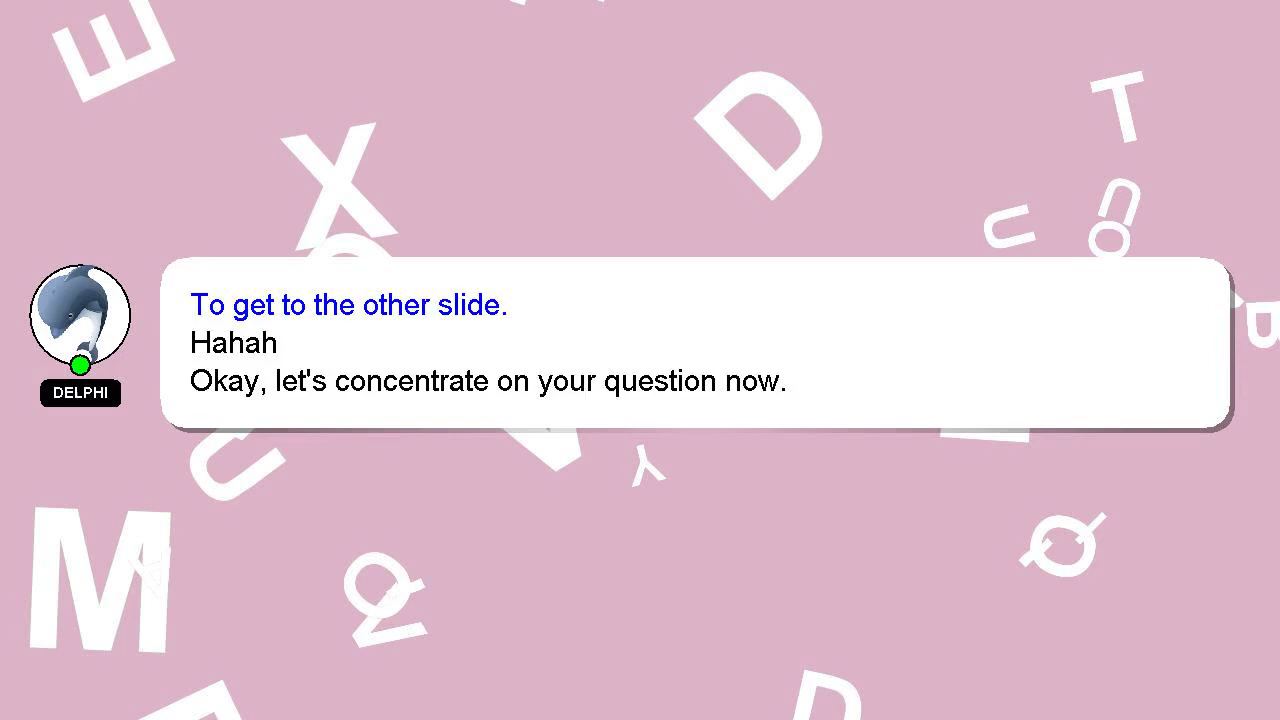 To get to the other slide.
Hahah
Okay, let's concentrate on your question now.
DELPHI
E
X
D
T
U
U
O
B
U
Y
M
Q
Q
D